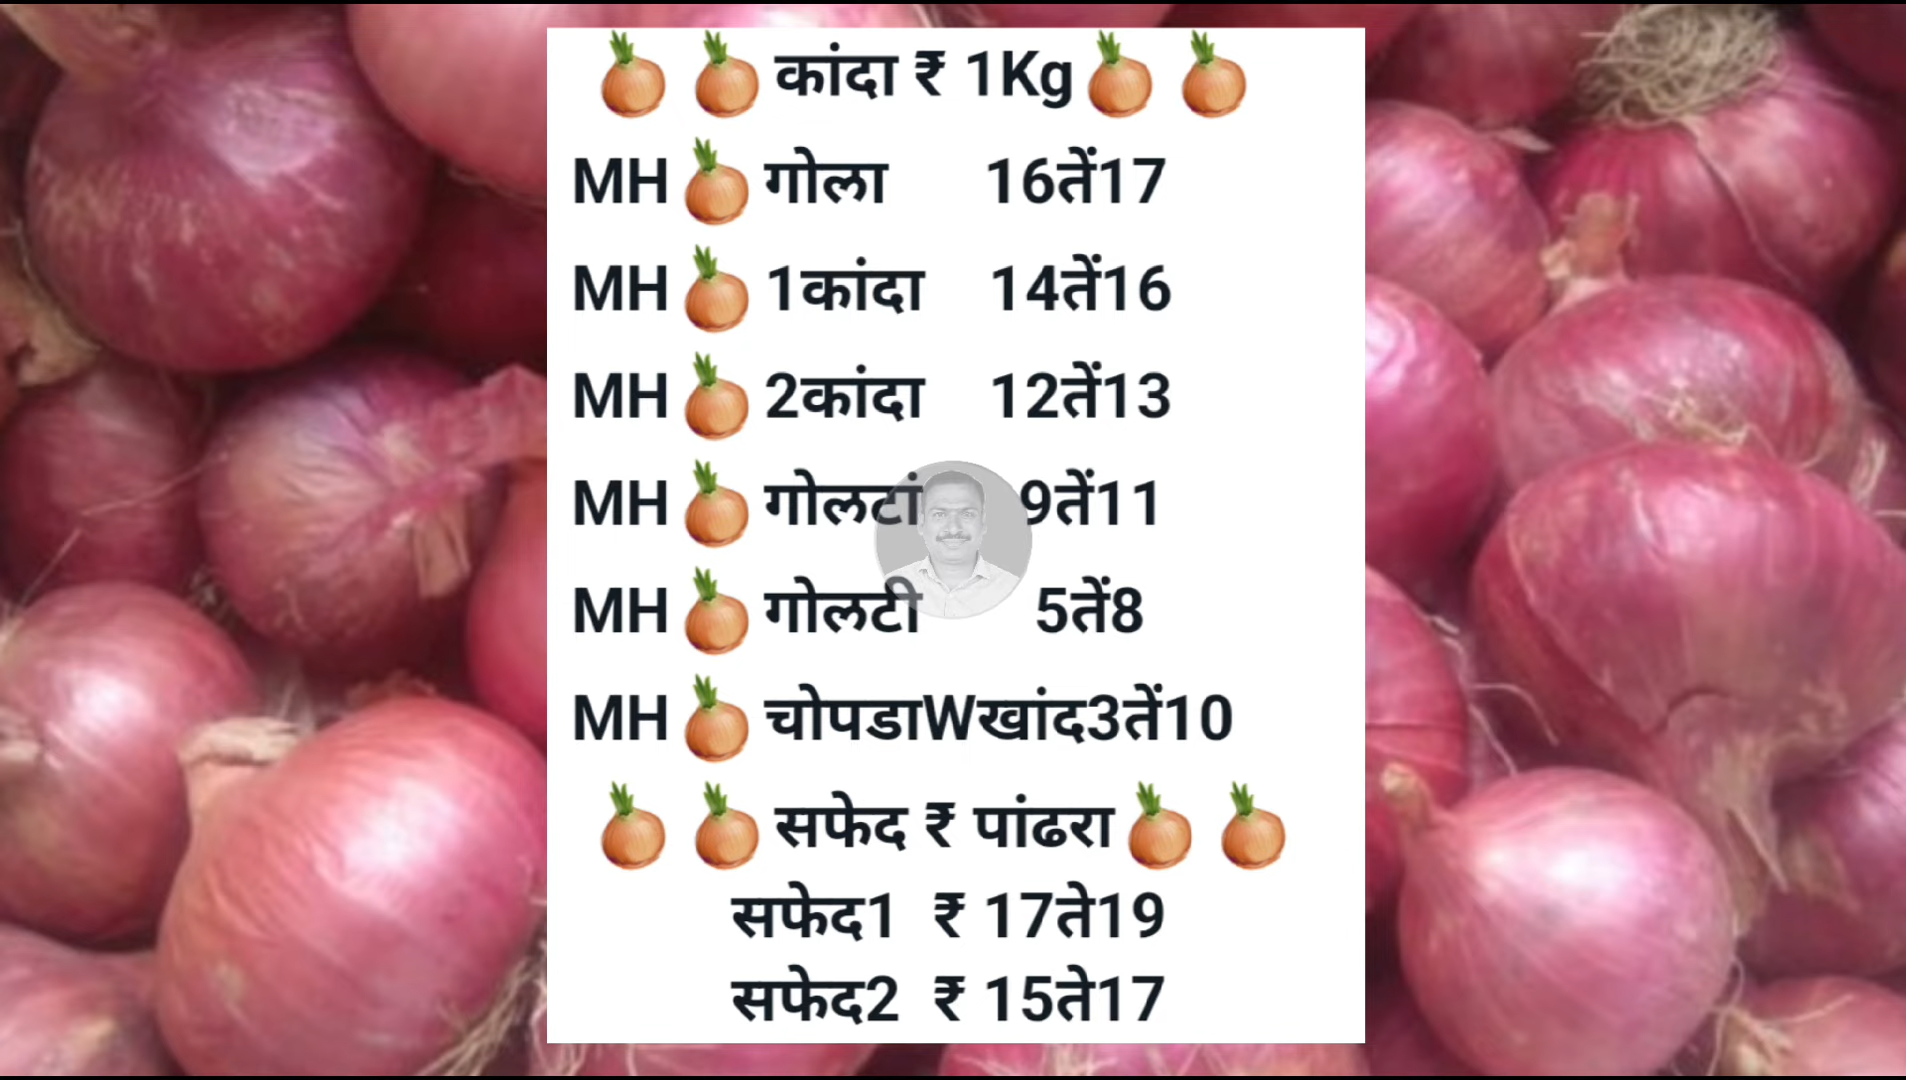 कांदा ₹ 1Kg
MH गोला 16तें17
MH 1कांदा 14तें16
MH 2कांदा 12तें13
MH गोलटां 9तें11
MH गोलटी 5तें8
MH चोपडाWखांद3तें10
सफेद ₹ पांढरा
सफेद1 ₹ 17ते19
सफेद2 ₹ 15ते17